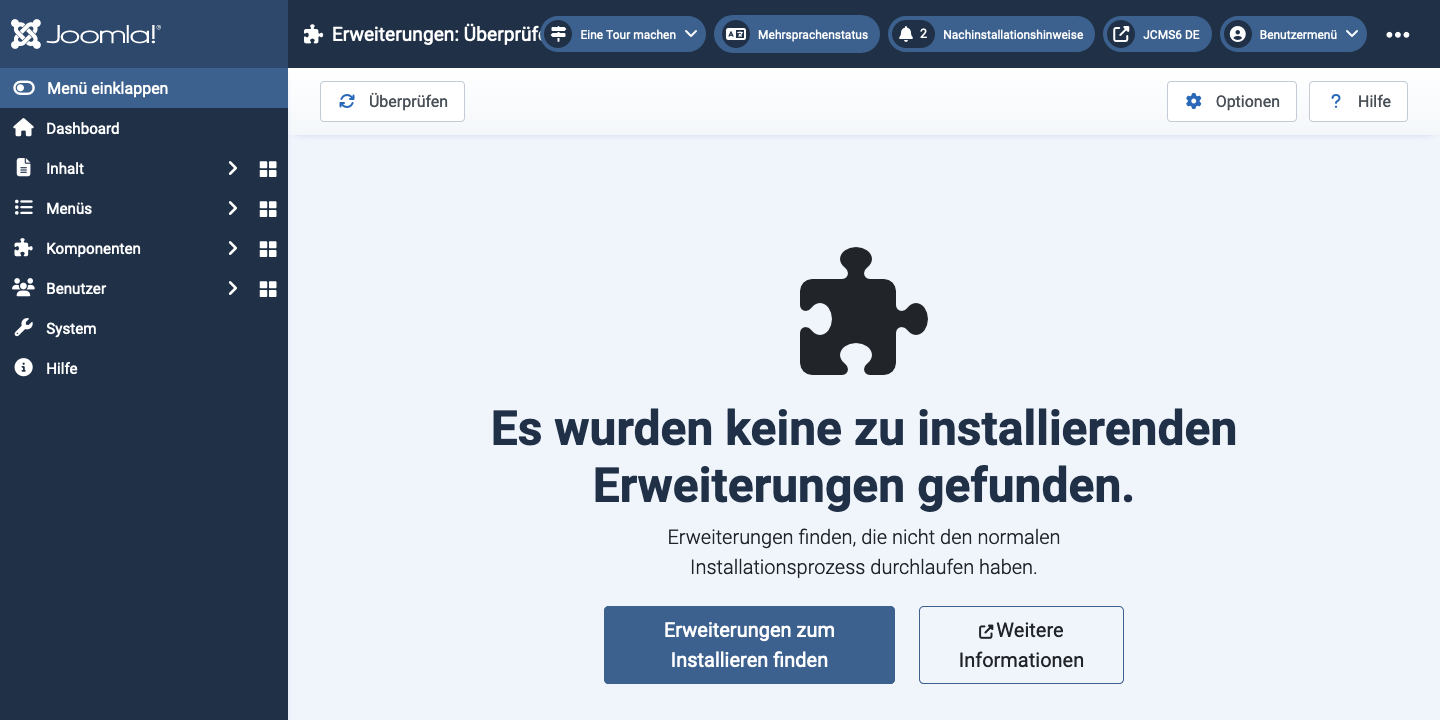 Joomla!®
Erweiterungen: Überprüfe
Eine Tour machen
Mehrsprachenstatus
2
Nachinstallationshinweise
JCMS6 DE
Benutzermenü
Menü einklappen
Dashboard
Inhalt
Menüs
Komponenten
Benutzer
System
Hilfe
Überprüfen
Optionen
? Hilfe
Es wurden keine zu installierenden
Erweiterungen gefunden.
Erweiterungen finden, die nicht den normalen
Installationsprozess durchlaufen haben.
Erweiterungen zum
Installieren finden
Weitere
Informationen